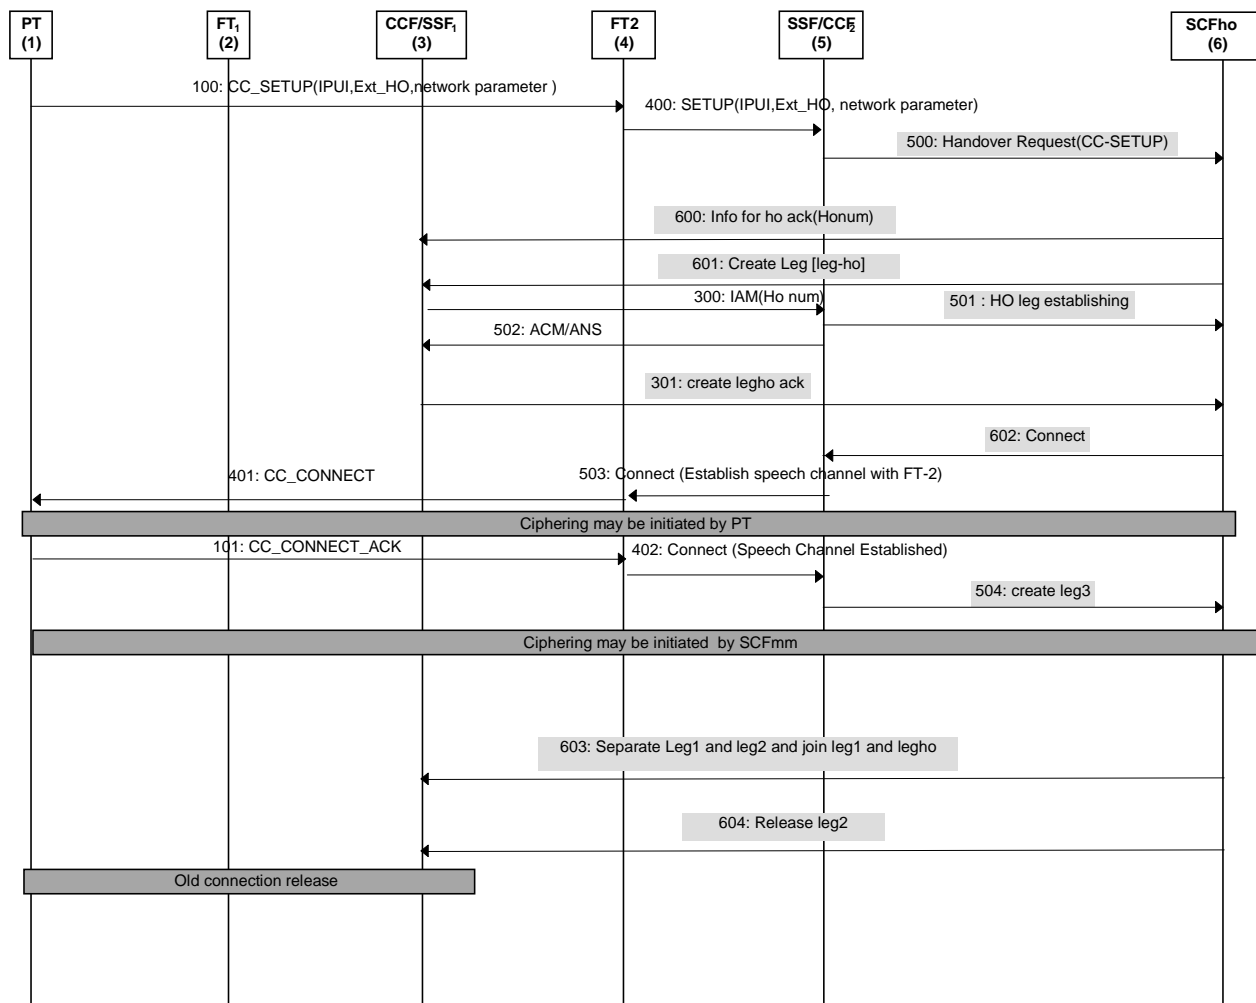 PT FT1 CCF/SSF1 FT2 SSF/CCF2 SCFho
(1) (2) (3) (4) (5) (6)
100: CC_SETUP(IPUI,Ext_HO,network parameter )
400: SETUP(IPUI,Ext_HO, network parameter)
500: Handover Request(CC-SETUP)
600: Info for ho ack(Honum)
601: Create Leg [leg-ho]
300: IAM(Ho num)
501 : HO leg establishing
502: ACM/ANS
301: create legho ack
602: Connect
401: CC_CONNECT
503: Connect (Establish speech channel with FT-2)
Ciphering may be initiated by PT
101: CC_CONNECT_ACK
402: Connect (Speech Channel Established)
504: create leg3
Ciphering may be initiated  by SCFmm
603: Separate Leg1 and leg2 and join leg1 and legho
604: Release leg2
Old connection release